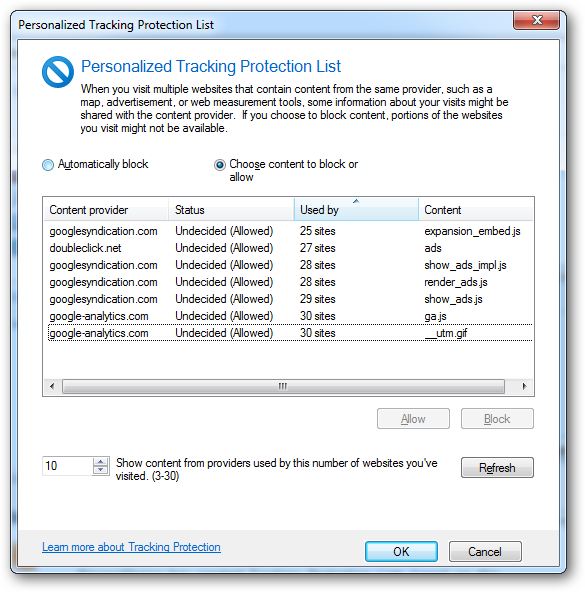 Personalized Tracking Protection List
Personalized Tracking Protection List
When you visit multiple websites that contain content from the same provider, such as a
map, advertisement, or web measurement tools, some information about your visits might be
shared with the content provider.  If you choose to block content, portions of the websites
you visit might not be available.
Automatically block
Choose content to block or
allow
Content provider Status Used by Content
googlesyndication.com Undecided (Allowed) 25 sites expansion_embed.js
doubleclick.net Undecided (Allowed) 27 sites ads
googlesyndication.com Undecided (Allowed) 28 sites show_ads_impl.js
googlesyndication.com Undecided (Allowed) 28 sites render_ads.js
googlesyndication.com Undecided (Allowed) 29 sites show_ads.js
google-analytics.com Undecided (Allowed) 30 sites ga.js
google-analytics.com Undecided (Allowed) 30 sites __utm.gif
Allow Block
10 Show content from providers used by this number of websites you've
visited. (3-30)
Refresh
Learn more about Tracking Protection
OK Cancel